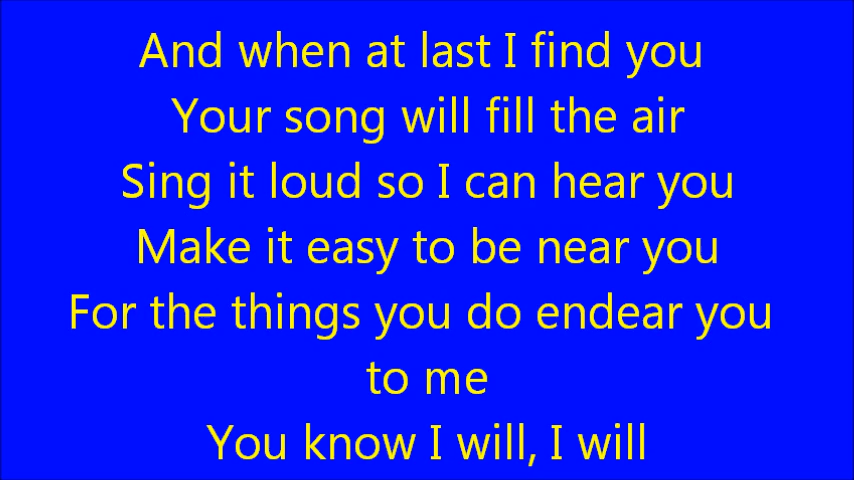 And when at last I find you
Your song will fill the air
Sing it loud so I can hear you
Make it easy to be near you
For the things you do endear you
to me
You know I will, I will